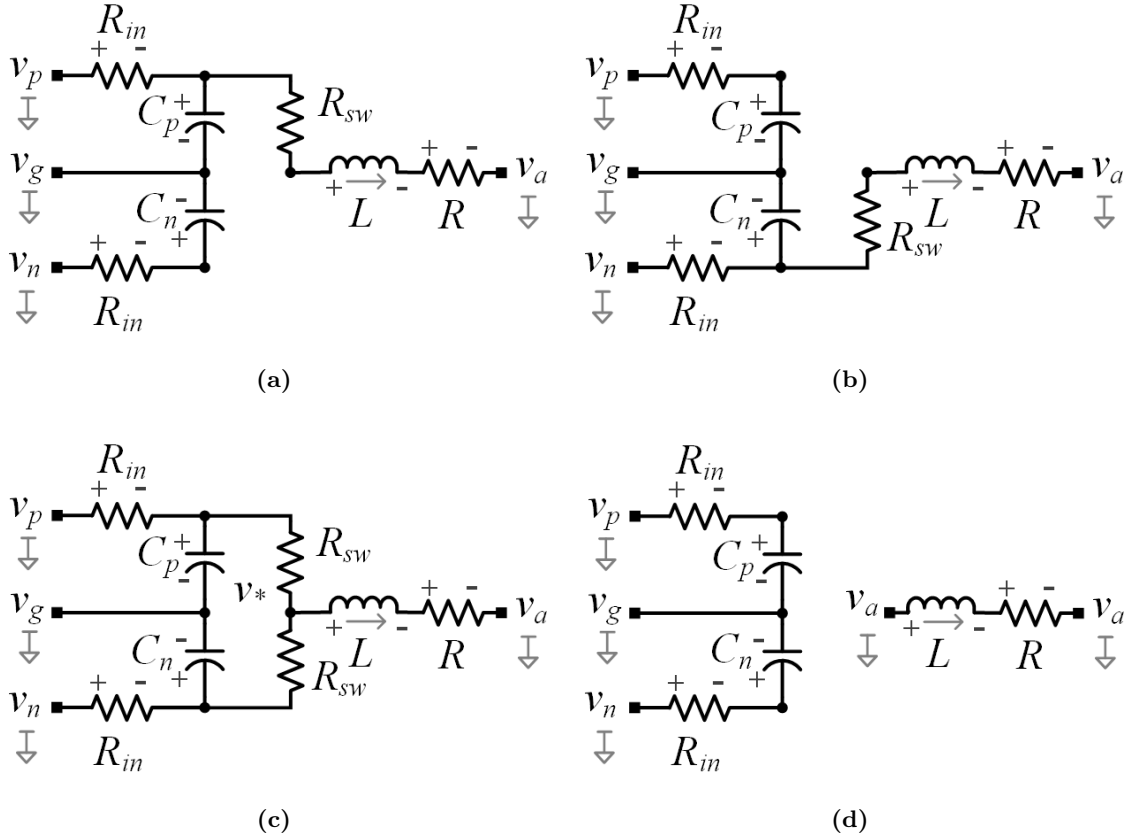 R_in R_in
+ - + -
v_p v_p
C_p + R_sw C_p +
- -
v_g + L - + R - v_a v_g + L - + R - v_a
C_n - C_n - R_sw
+ +
v_n + - v_n + -
R_in R_in
(a) (b)
R_in R_in
+ - + -
v_p v_p
C_p + R_sw C_p +
- v* -
v_g + L - + R - v_a v_g v_a + L - + R - v_a
C_n - R_sw C_n -
+ +
v_n + - v_n + -
R_in R_in
(c) (d)